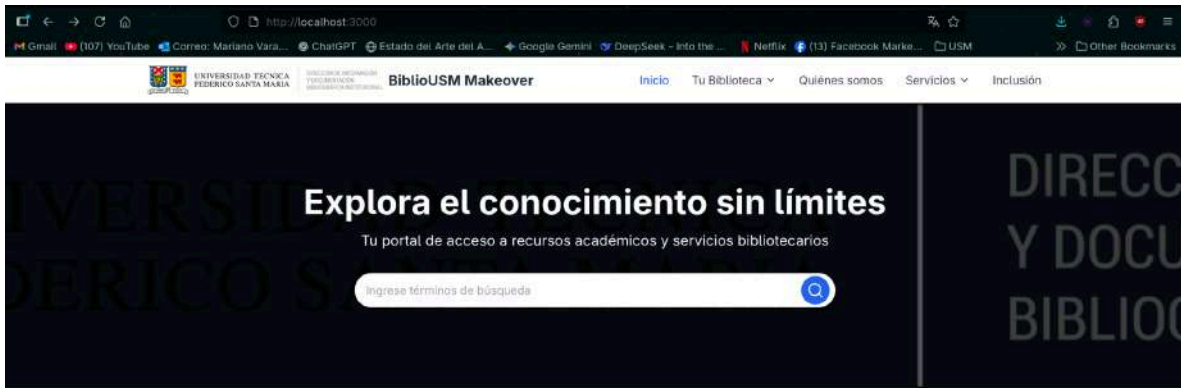 http://localhost:3000
Gmail (107) YouTube Correo: Mariano Vara... ChatGPT Estado del Arte del A... Google Gemini DeepSeek – Into the ... Netflix (13) Facebook Marke... USM Other Bookmarks
UNIVERSIDAD TECNICA
FEDERICO SANTA MARIA
BiblioUSM Makeover Inicio Tu Biblioteca Quiénes somos Servicios Inclusión
DIRECC
Explora el conocimiento sin límites
Tu portal de acceso a recursos académicos y servicios bibliotecarios
Y DOCU
DERICO SANTA MARIA
Ingrese términos de búsqueda
BIBLIO